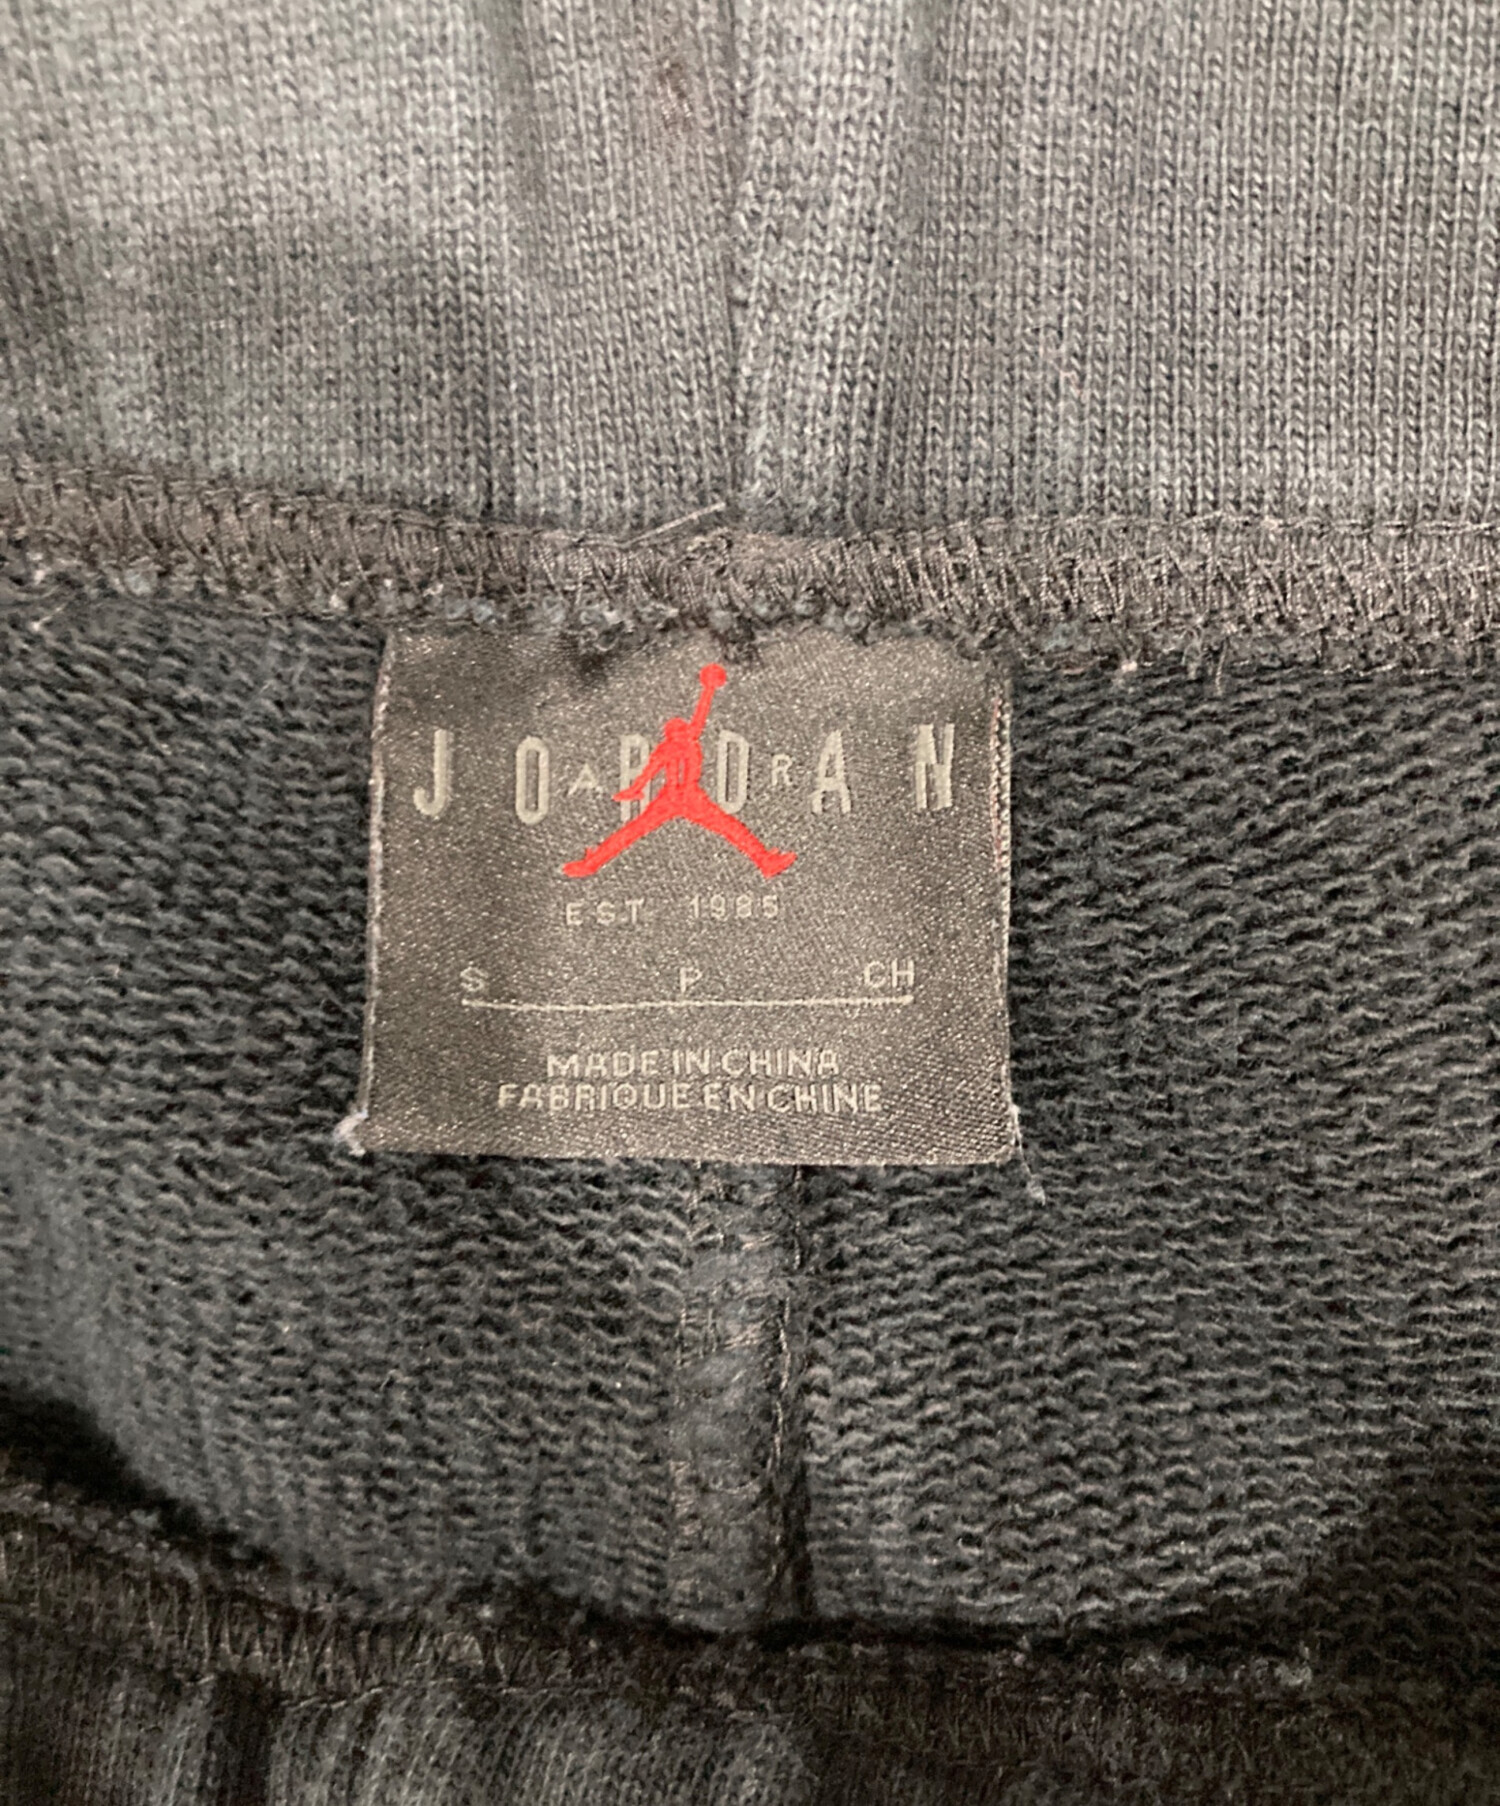 JORDAN
AIR
EST. 1985
S P CH
MADE IN CHINA
FABRIQUE EN CHINE